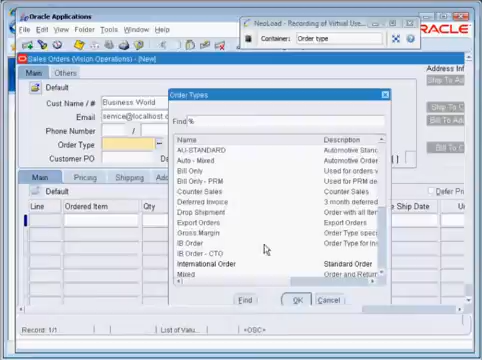 Oracle Applications
NeoLoad - Recording of Virtual Use...
File Edit View Folder Tools Window Help
Container: Order type
ORACLE
Sales Orders (Vision Operations) - [New]
Main Others
Address Info
Default
Ship To
Cust Name / # Business World
Order Types
Email
Ship To C
Phone Number /
Find %
Bill To
Order Type
Name Description
Customer PO
AU-STANDARD Automotive Stand
Bill To C
Auto - Mixed Automotive Order
Bill Only Used for orders
Main Pricing Shipping
Bill Only - PRM Used for PRM de
Default
Counter Sales Counter Sales
Defer Pri
Line Ordered Item Qty
Deferred Invoice 3 month deferred
Ship Date
Drop Shipment Order with all item
Export Orders Export Orders
Gross Margin Order Type spec
IB Order Order Type for Ins
IB Order - CTO
International Order Standard Order
Mixed Order and Return
Find OK Cancel
Record: 1/1 List of Value... <OSC>